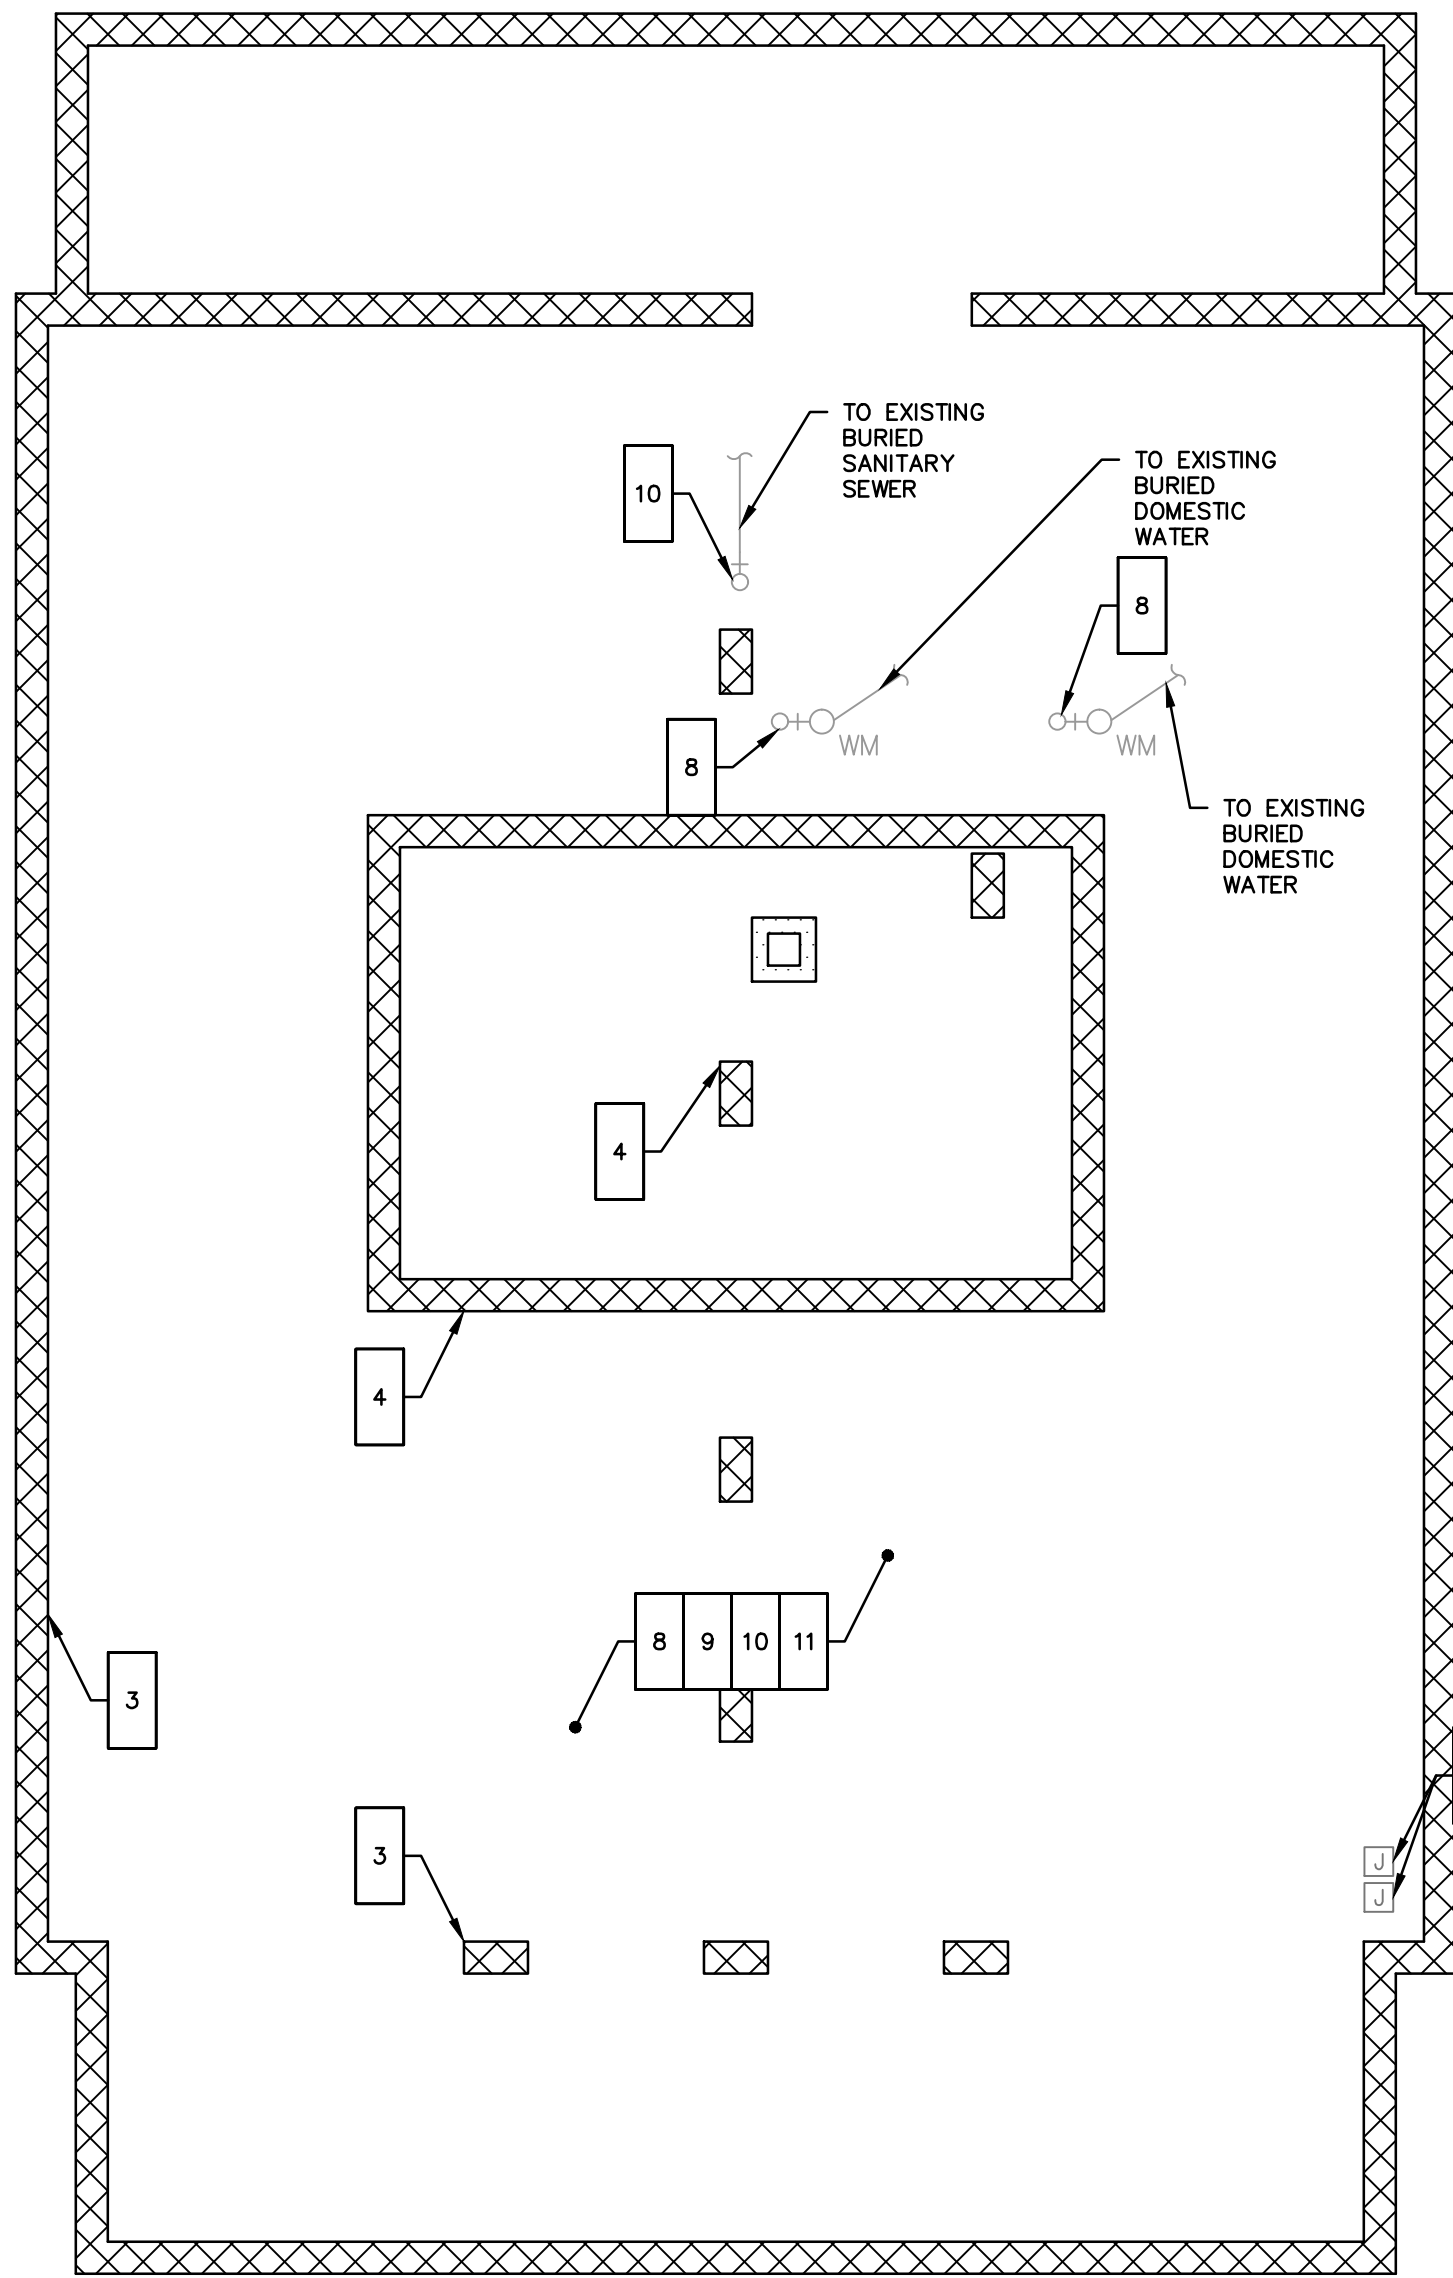 TO EXISTING
BURIED
SANITARY
SEWER
10
TO EXISTING
BURIED
DOMESTIC
WATER
8
WM
WM
8
TO EXISTING
BURIED
DOMESTIC
WATER
4
4
8 9 10 11
3
3
J
J